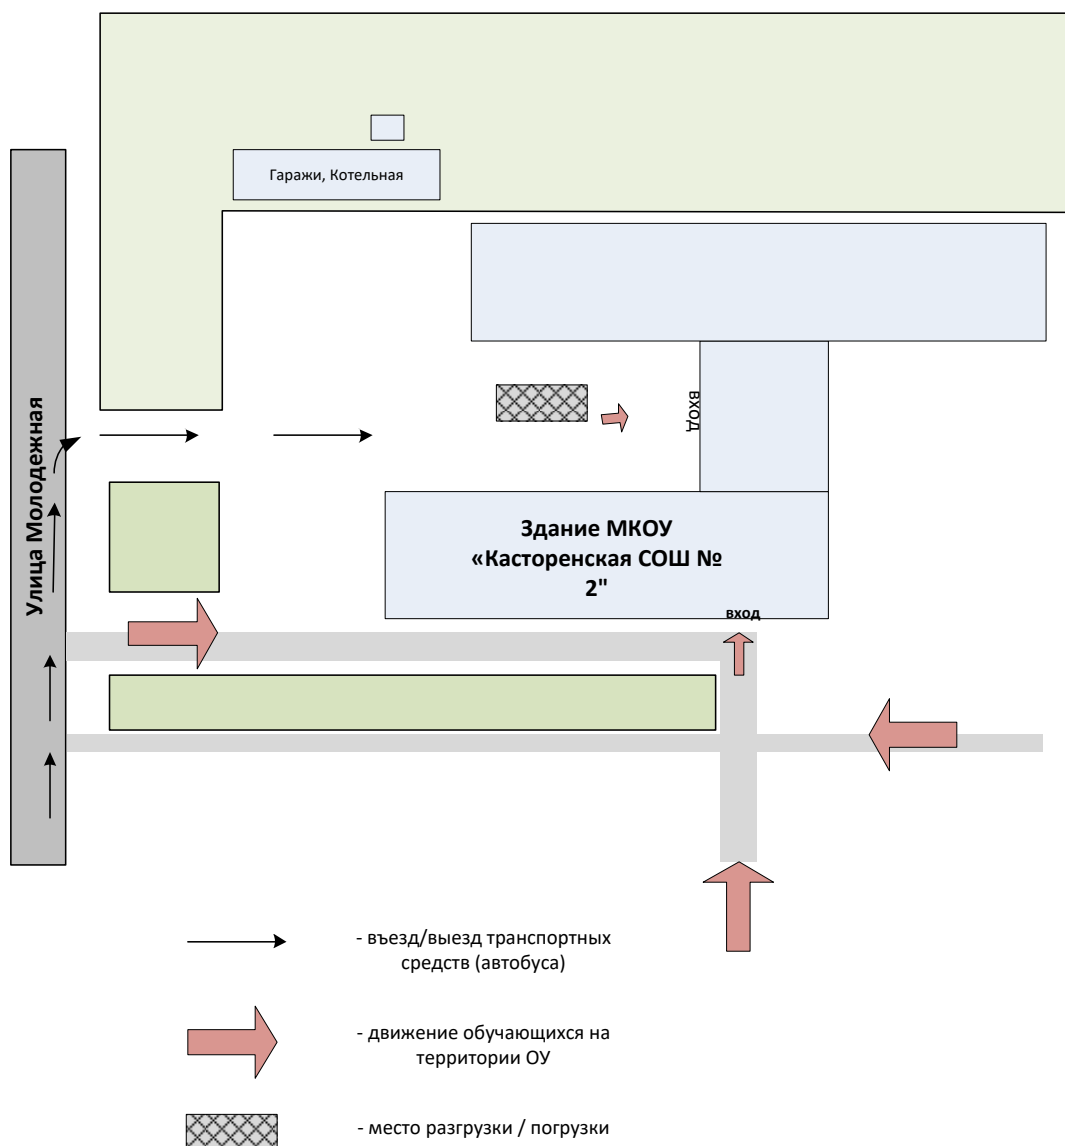 Гаражи, Котельная
Улица Молодежная
вход
Здание МКОУ
«Касторенская СОШ №
2"
вход
- въезд/выезд транспортных
средств (автобуса)
- движение обучающихся на
территории ОУ
- место разгрузки / погрузки